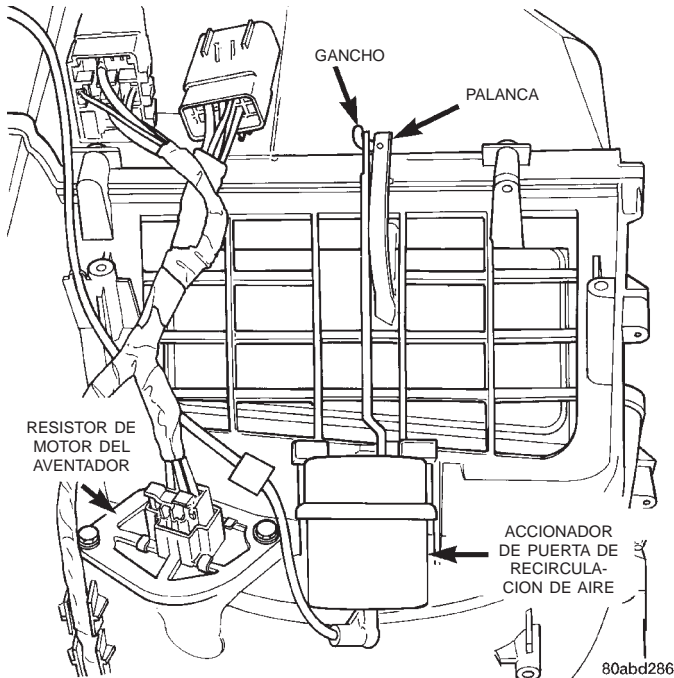 GANCHO
PALANCA
RESISTOR DE
MOTOR DEL
AVENTADOR
ACCIONADOR
DE PUERTA DE
RECIRCULA-
CION DE AIRE
80abd286